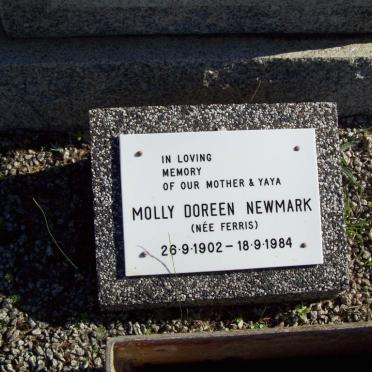 IN LOVING
MEMORY
OF OUR MOTHER & YAYA
MOLLY DOREEN NEWMARK
(NÉE FERRIS)
26·9·1902 – 18·9·1984